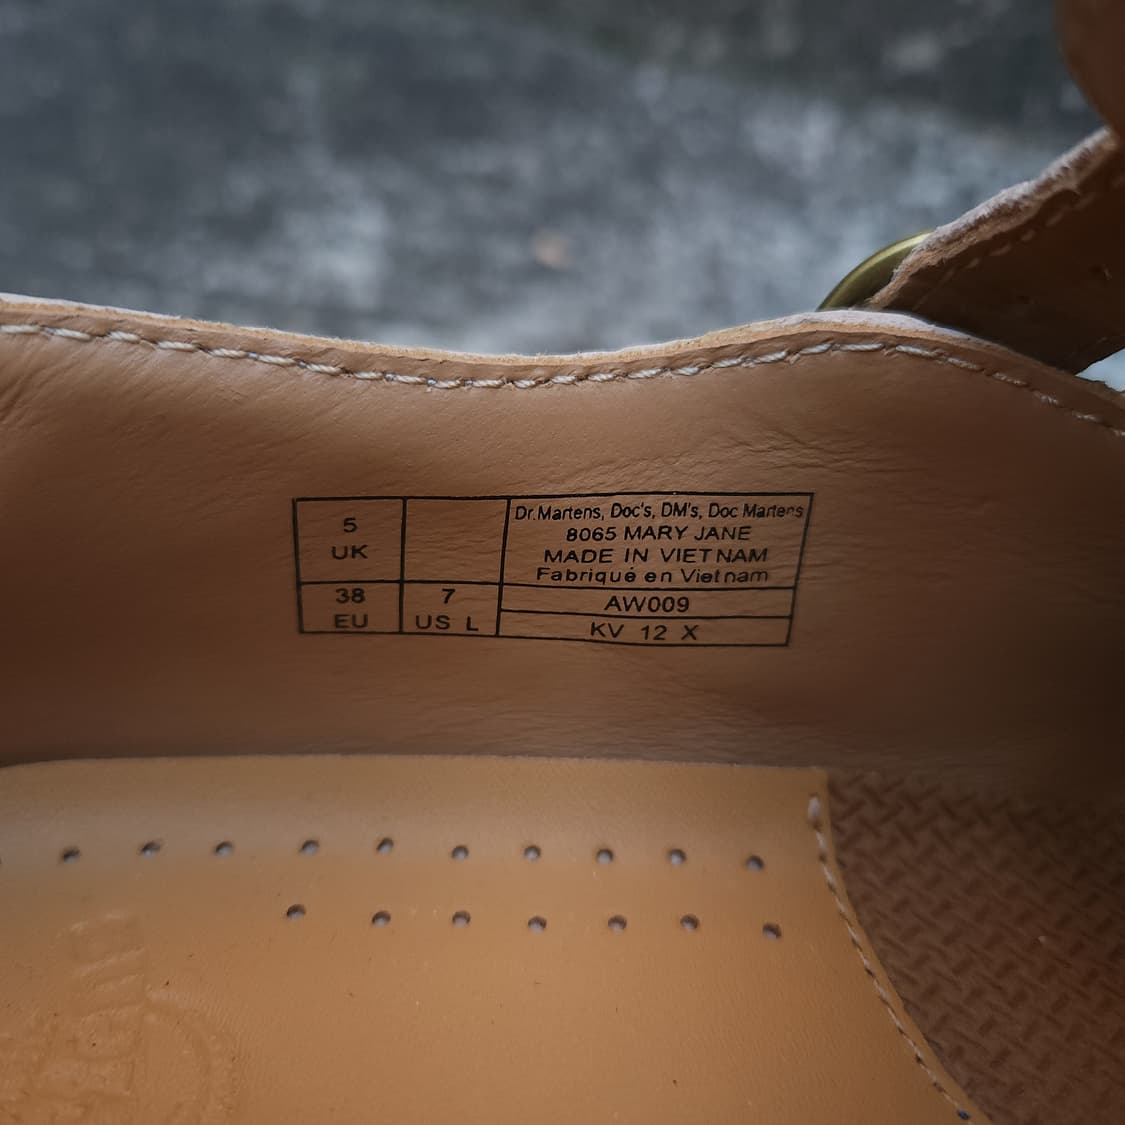 5
UK
38
EU
7
US L
Dr.Martens, Doc's, DM's, Doc Martens
8065 MARY JANE
MADE IN VIETNAM
Fabriqué en Vietnam
AW009
KV 12 X